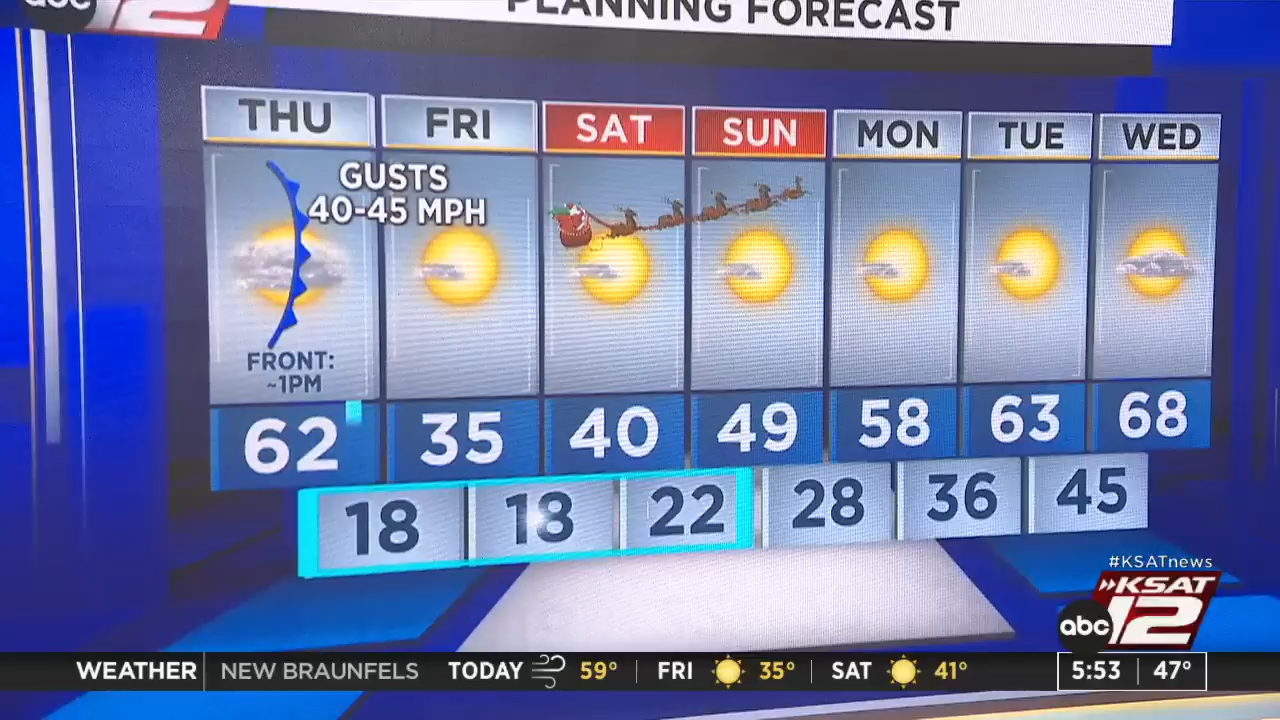 abc 12
PLANNING FORECAST
THU FRI SAT SUN MON TUE WED
GUSTS
40-45 MPH
FRONT:
~1PM
62 35 40 49 58 63 68
18 18 22 28 36 45
#KSATnews
KSAT
abc 12
WEATHER NEW BRAUNFELS TODAY 59° FRI 35° SAT 41° 5:53 47°